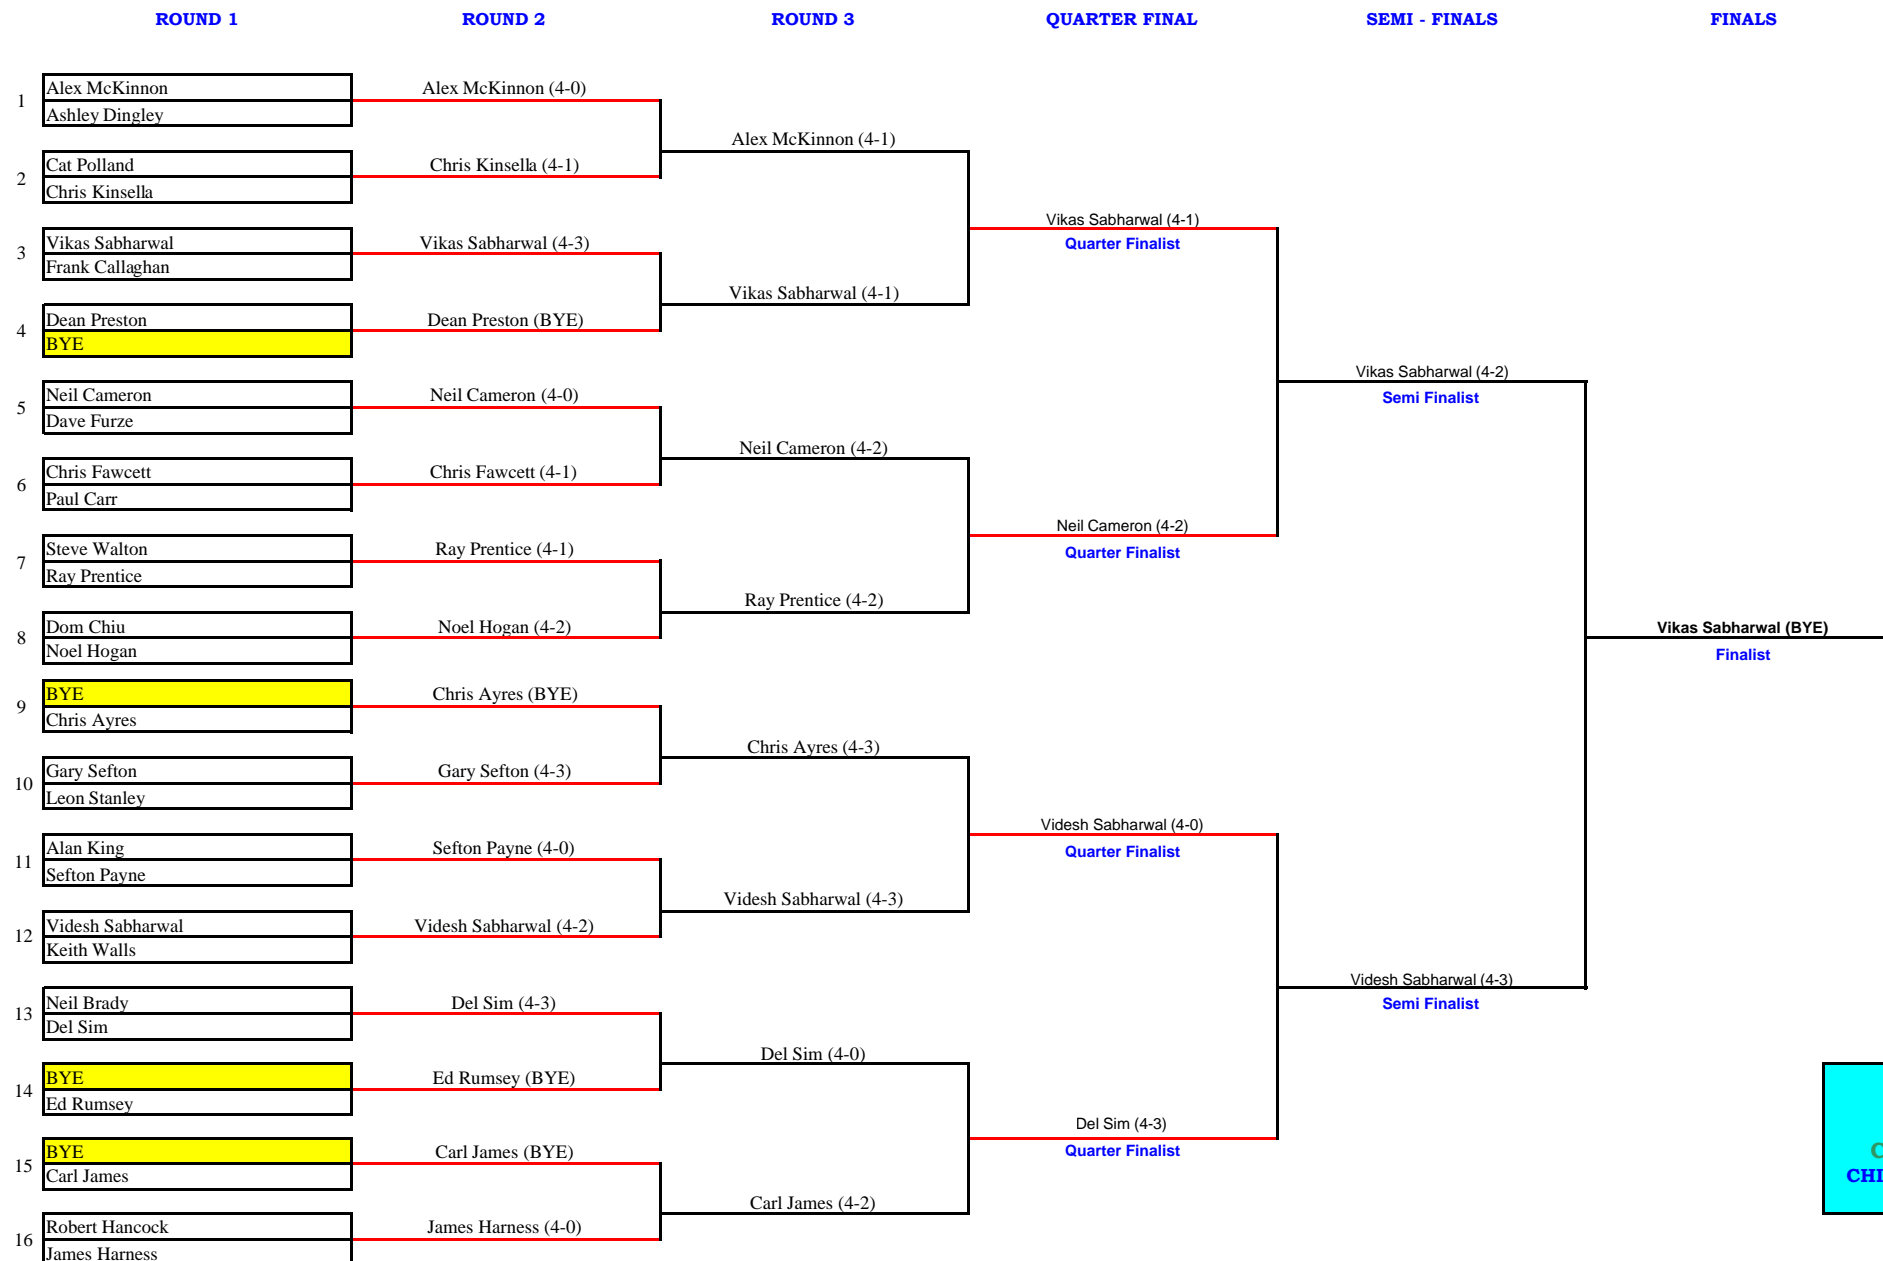 ROUND 1
ROUND 2
ROUND 3
QUARTER FINAL
SEMI - FINALS
FINALS
1
Alex McKinnon
Ashley Dingley
2
Cat Polland
Chris Kinsella
3
Vikas Sabharwal
Frank Callaghan
4
Dean Preston
BYE
5
Neil Cameron
Dave Furze
6
Chris Fawcett
Paul Carr
7
Steve Walton
Ray Prentice
8
Dom Chiu
Noel Hogan
9
BYE
Chris Ayres
10
Gary Sefton
Leon Stanley
11
Alan King
Sefton Payne
12
Videsh Sabharwal
Keith Walls
13
Neil Brady
Del Sim
14
BYE
Ed Rumsey
15
BYE
Carl James
16
Robert Hancock
James Harness
Alex McKinnon (4-0)
Chris Kinsella (4-1)
Vikas Sabharwal (4-3)
Dean Preston (BYE)
Neil Cameron (4-0)
Chris Fawcett (4-1)
Ray Prentice (4-1)
Noel Hogan (4-2)
Chris Ayres (BYE)
Gary Sefton (4-3)
Sefton Payne (4-0)
Videsh Sabharwal (4-2)
Del Sim (4-3)
Ed Rumsey (BYE)
Carl James (BYE)
James Harness (4-0)
Alex McKinnon (4-1)
Vikas Sabharwal (4-1)
Neil Cameron (4-2)
Ray Prentice (4-2)
Chris Ayres (4-3)
Videsh Sabharwal (4-3)
Del Sim (4-0)
Carl James (4-2)
Vikas Sabharwal (4-1)
Quarter Finalist
Neil Cameron (4-2)
Quarter Finalist
Videsh Sabharwal (4-0)
Quarter Finalist
Del Sim (4-3)
Quarter Finalist
Vikas Sabharwal (4-2)
Semi Finalist
Videsh Sabharwal (4-3)
Semi Finalist
Vikas Sabharwal (BYE)
Finalist
CHI